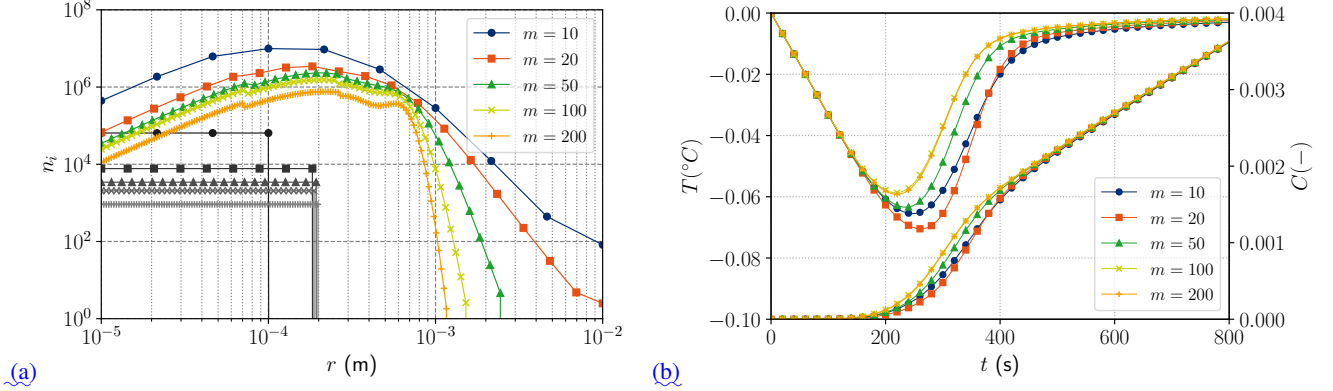 10^8
10^6
10^4
10^2
10^0
n_i
10^{-5}
10^{-4}
10^{-3}
10^{-2}
r (m)
m = 10
m = 20
m = 50
m = 100
m = 200
(a)
0.00
−0.02
−0.04
−0.06
−0.08
−0.10
T(°C)
0.004
0.003
0.002
0.001
0.000
C(−)
m = 10
m = 20
m = 50
m = 100
m = 200
0
200
400
600
800
t (s)
(b)